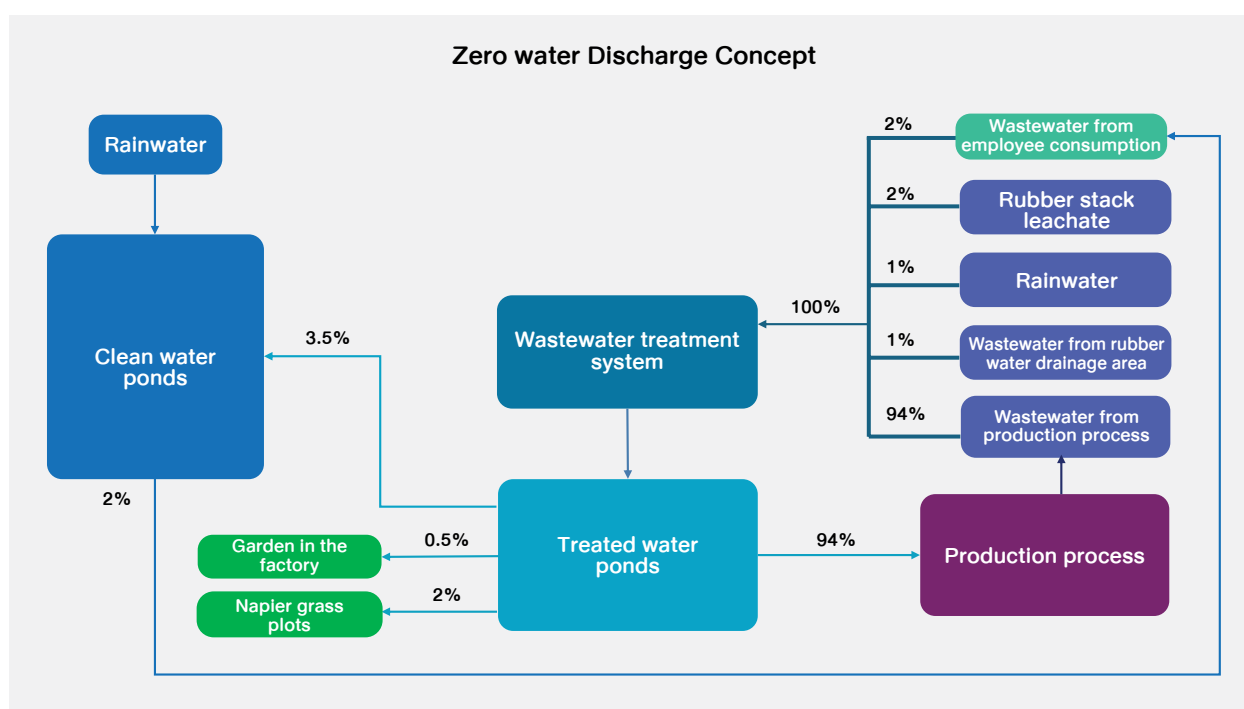 Zero water Discharge Concept
Rainwater
Clean water
ponds
2%
3.5%
Wastewater treatment
system
100%
2%
Wastewater from
employee consumption
2%
Rubber stack
leachate
1%
Rainwater
1%
Wastewater from rubber
water drainage area
94%
Wastewater from
production process
Garden in the
factory
0.5%
Napier grass
plots
2%
Treated water
ponds
94%
Production process